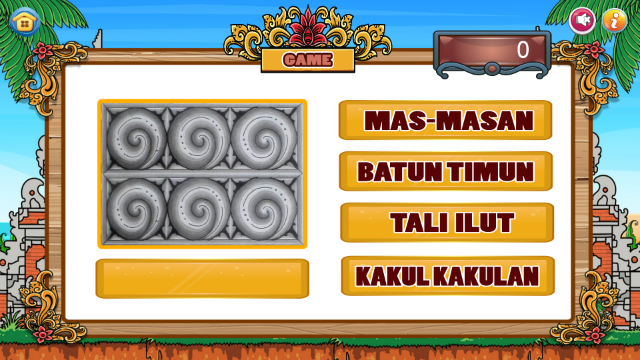 GAME
0
MAS-MASAN
BATUN TIMUN
TALI ILUT
KAKUL KAKULAN